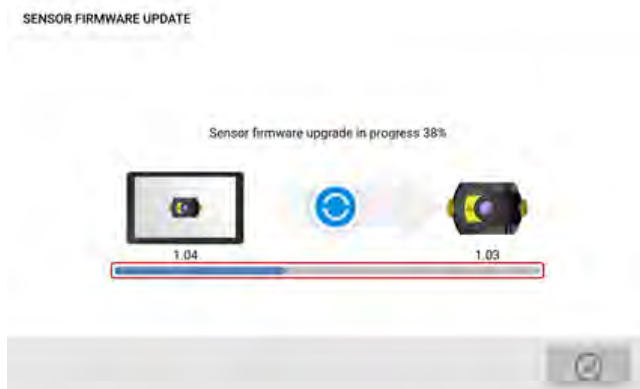 SENSOR FIRMWARE UPDATE
Sensor firmware upgrade in progress 38%
1.04
1.03